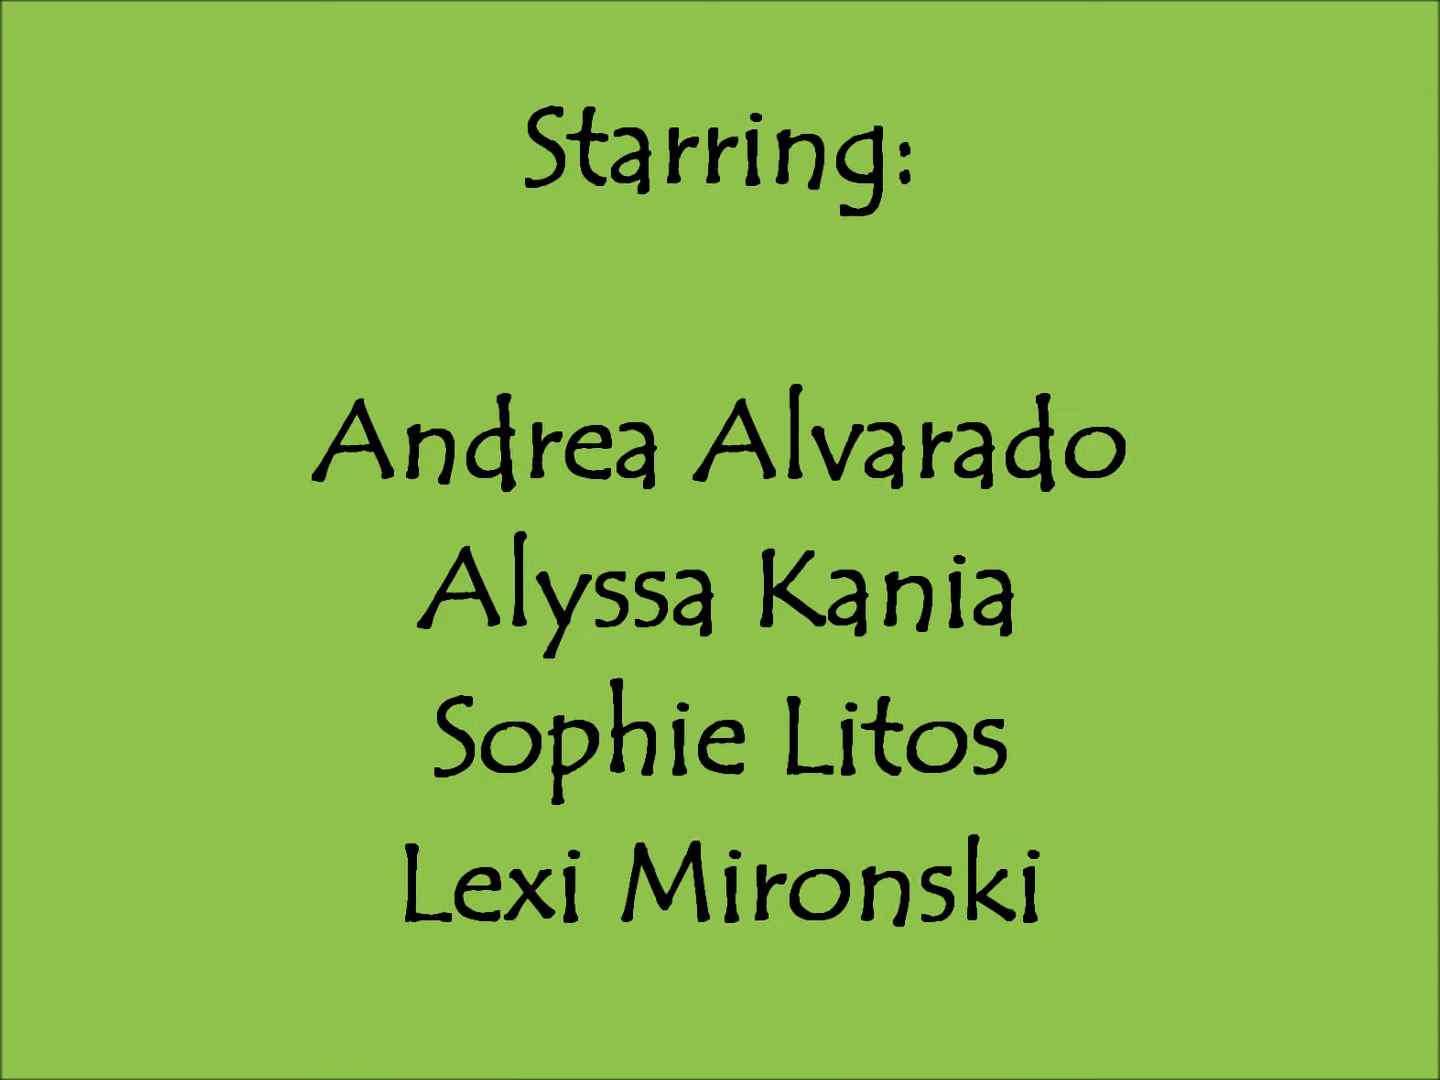 Starring:
Andrea Alvarado
Alyssa Kania
Sophie Litos
Lexi Mironski